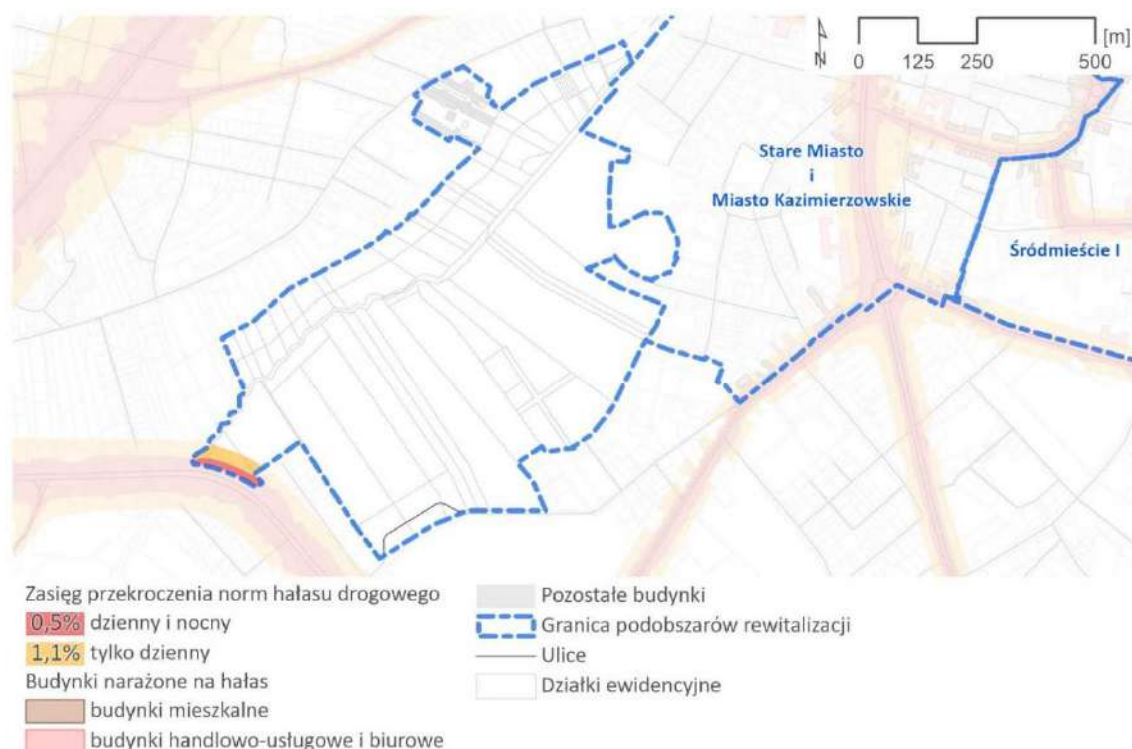 [m]
N
0 125 250 500
Stare Miasto
i
Miasto Kazimierzowskie
Śródmieście I
Zasięg przekroczenia norm hałasu drogowego
0,5% dzienny i nocny
1,1% tylko dzienny
Budynki narażone na hałas
budynki mieszkalne
budynki handlowo-usługowe i biurowe
Pozostałe budynki
Granica podobszarów rewitalizacji
Ulice
Działki ewidencyjne